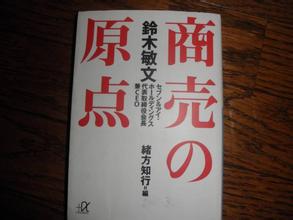 商売の
原点
鈴木敏文
セブン&アイ・
ホールディングス
代表取締役会長
兼CEO
緒方知行=編
+α